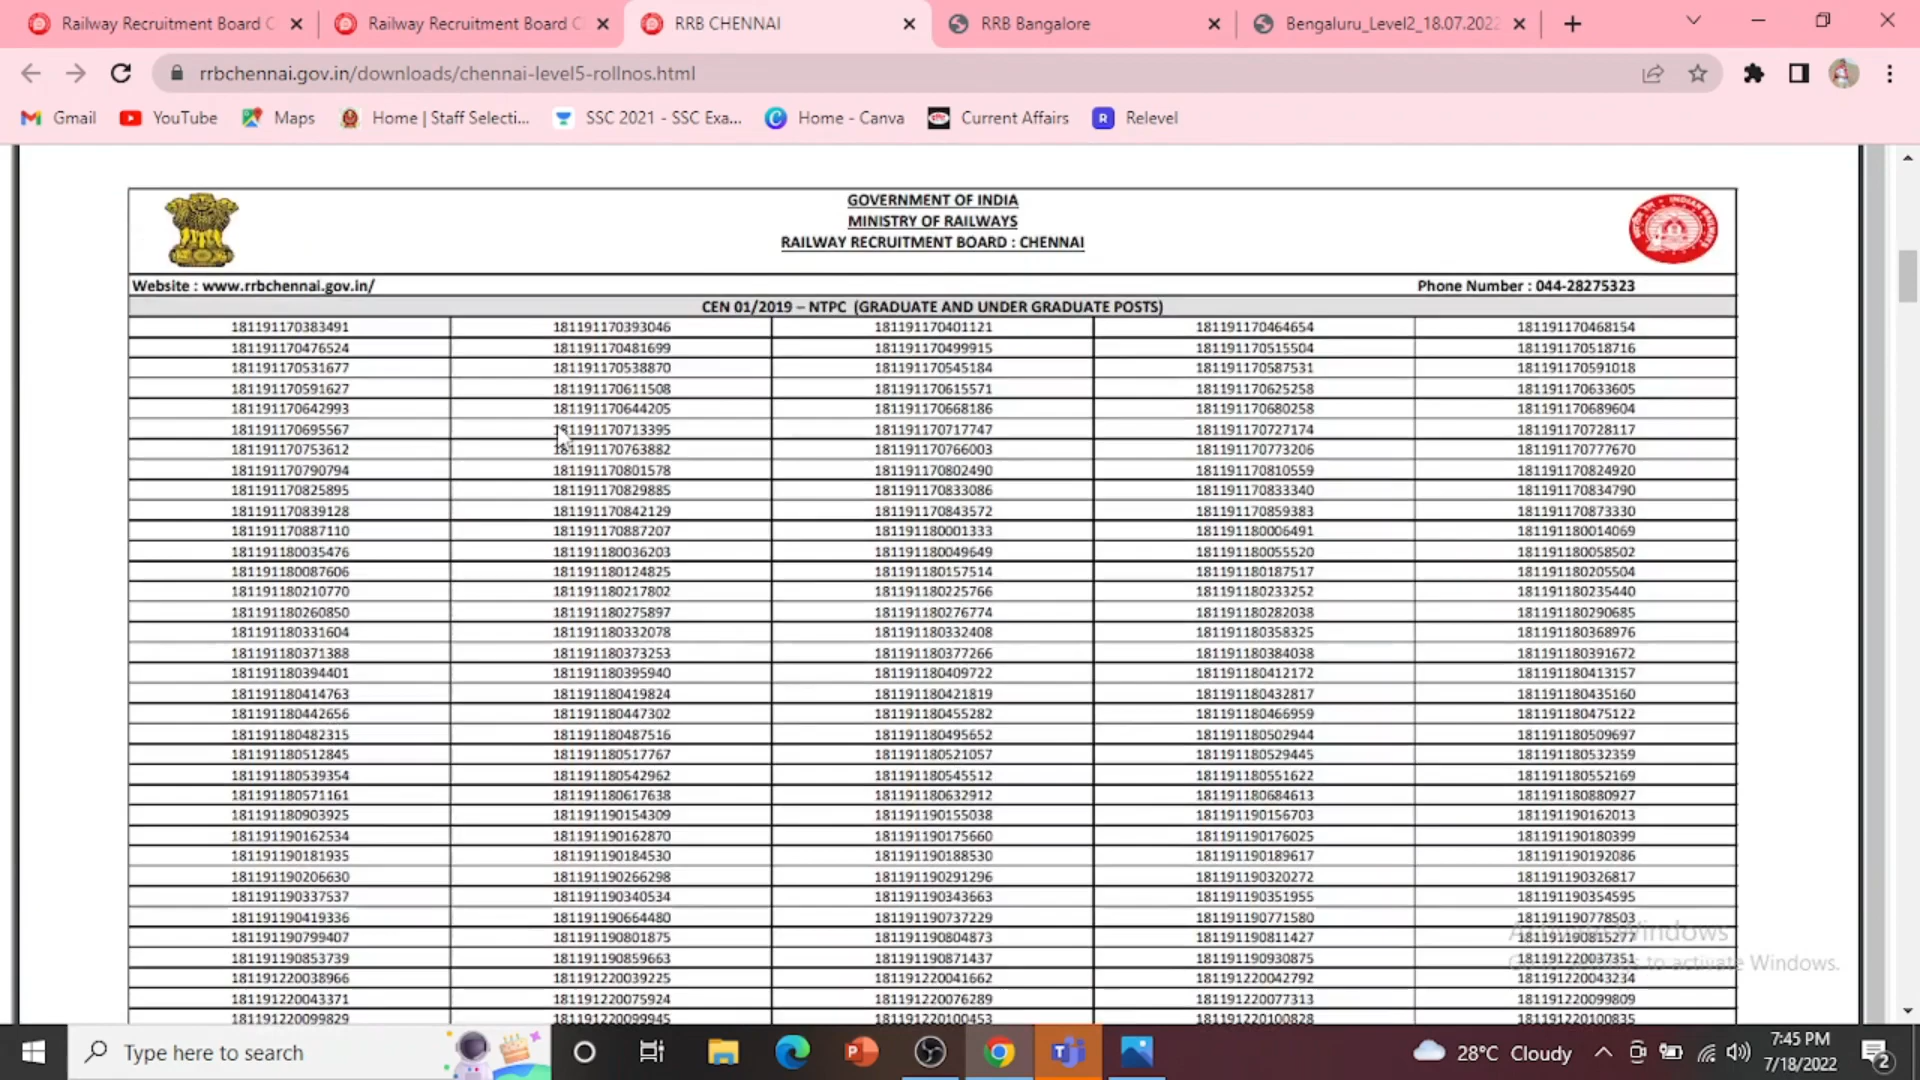 Railway Recruitment Board C
Railway Recruitment Board C
RRB CHENNAI
RRB Bangalore
Bengaluru_Level2_18.07.2022
rrbchennai.gov.in/downloads/chennai-level5-rollnos.html
Gmail
YouTube
Maps
Home | Staff Selecti...
SSC 2021 - SSC Exa...
Home - Canva
Current Affairs
Relevel
GOVERNMENT OF INDIA
MINISTRY OF RAILWAYS
RAILWAY RECRUITMENT BOARD : CHENNAI
Website : www.rrbchennai.gov.in/ Phone Number : 044-28275323
CEN 01/2019 – NTPC (GRADUATE AND UNDER GRADUATE POSTS)
181191170383491 181191170393046 181191170401121 181191170464654 181191170468154
181191170476524 181191170481699 181191170499915 181191170515504 181191170518716
181191170531677 181191170538870 181191170545184 181191170587531 181191170591018
181191170591627 181191170611508 181191170615571 181191170625258 181191170633605
181191170642993 181191170644205 181191170668186 181191170680258 181191170689604
181191170695567 181191170713395 181191170717747 181191170727174 181191170728117
181191170753612 181191170763882 181191170766003 181191170773206 181191170777670
181191170790794 181191170801578 181191170802490 181191170810559 181191170824920
181191170825895 181191170829885 181191170833086 181191170833340 181191170834790
181191170839128 181191170842129 181191170843572 181191170859383 181191170873330
181191170887110 181191170887207 181191180001333 181191180006491 181191180014069
181191180035476 181191180036203 181191180049649 181191180055520 181191180058502
181191180087606 181191180124825 181191180157514 181191180187517 181191180205504
181191180210770 181191180217802 181191180225766 181191180233252 181191180235440
181191180260850 181191180275897 181191180276774 181191180282038 181191180290685
181191180331604 181191180332078 181191180332408 181191180358325 181191180368976
181191180371388 181191180373253 181191180377266 181191180384038 181191180391672
181191180394401 181191180395940 181191180409722 181191180412172 181191180413157
181191180414763 181191180419824 181191180421819 181191180432817 181191180435160
181191180442656 181191180447302 181191180455282 181191180466959 181191180475122
181191180482315 181191180487516 181191180495652 181191180502944 181191180509697
181191180512845 181191180517767 181191180521057 181191180529445 181191180532359
181191180539354 181191180542962 181191180545512 181191180551622 181191180552169
181191180571161 181191180617638 181191180632912 181191180684613 181191180880927
181191180903925 181191190154309 181191190155038 181191190156703 181191190162013
181191190162534 181191190162870 181191190175660 181191190176025 181191190180399
181191190181935 181191190184530 181191190188530 181191190189617 181191190192086
181191190206630 181191190266298 181191190291296 181191190320272 181191190326817
181191190337537 181191190340534 181191190343663 181191190351955 181191190354595
181191190419336 181191190664480 181191190737229 181191190771580 181191190778503
181191190799407 181191190801875 181191190804873 181191190811427 181191190815277
181191190853739 181191190859663 181191190871437 181191190930875 181191220037351
181191220038966 181191220039225 181191220041662 181191220042792 181191220043234
181191220043371 181191220075924 181191220076289 181191220077313 181191220099809
181191220099829 181191220099945 181191220100453 181191220100828 181191220100835
Windows
to activate Windows.
Type here to search
28°C Cloudy
7:45 PM
7/18/2022
2